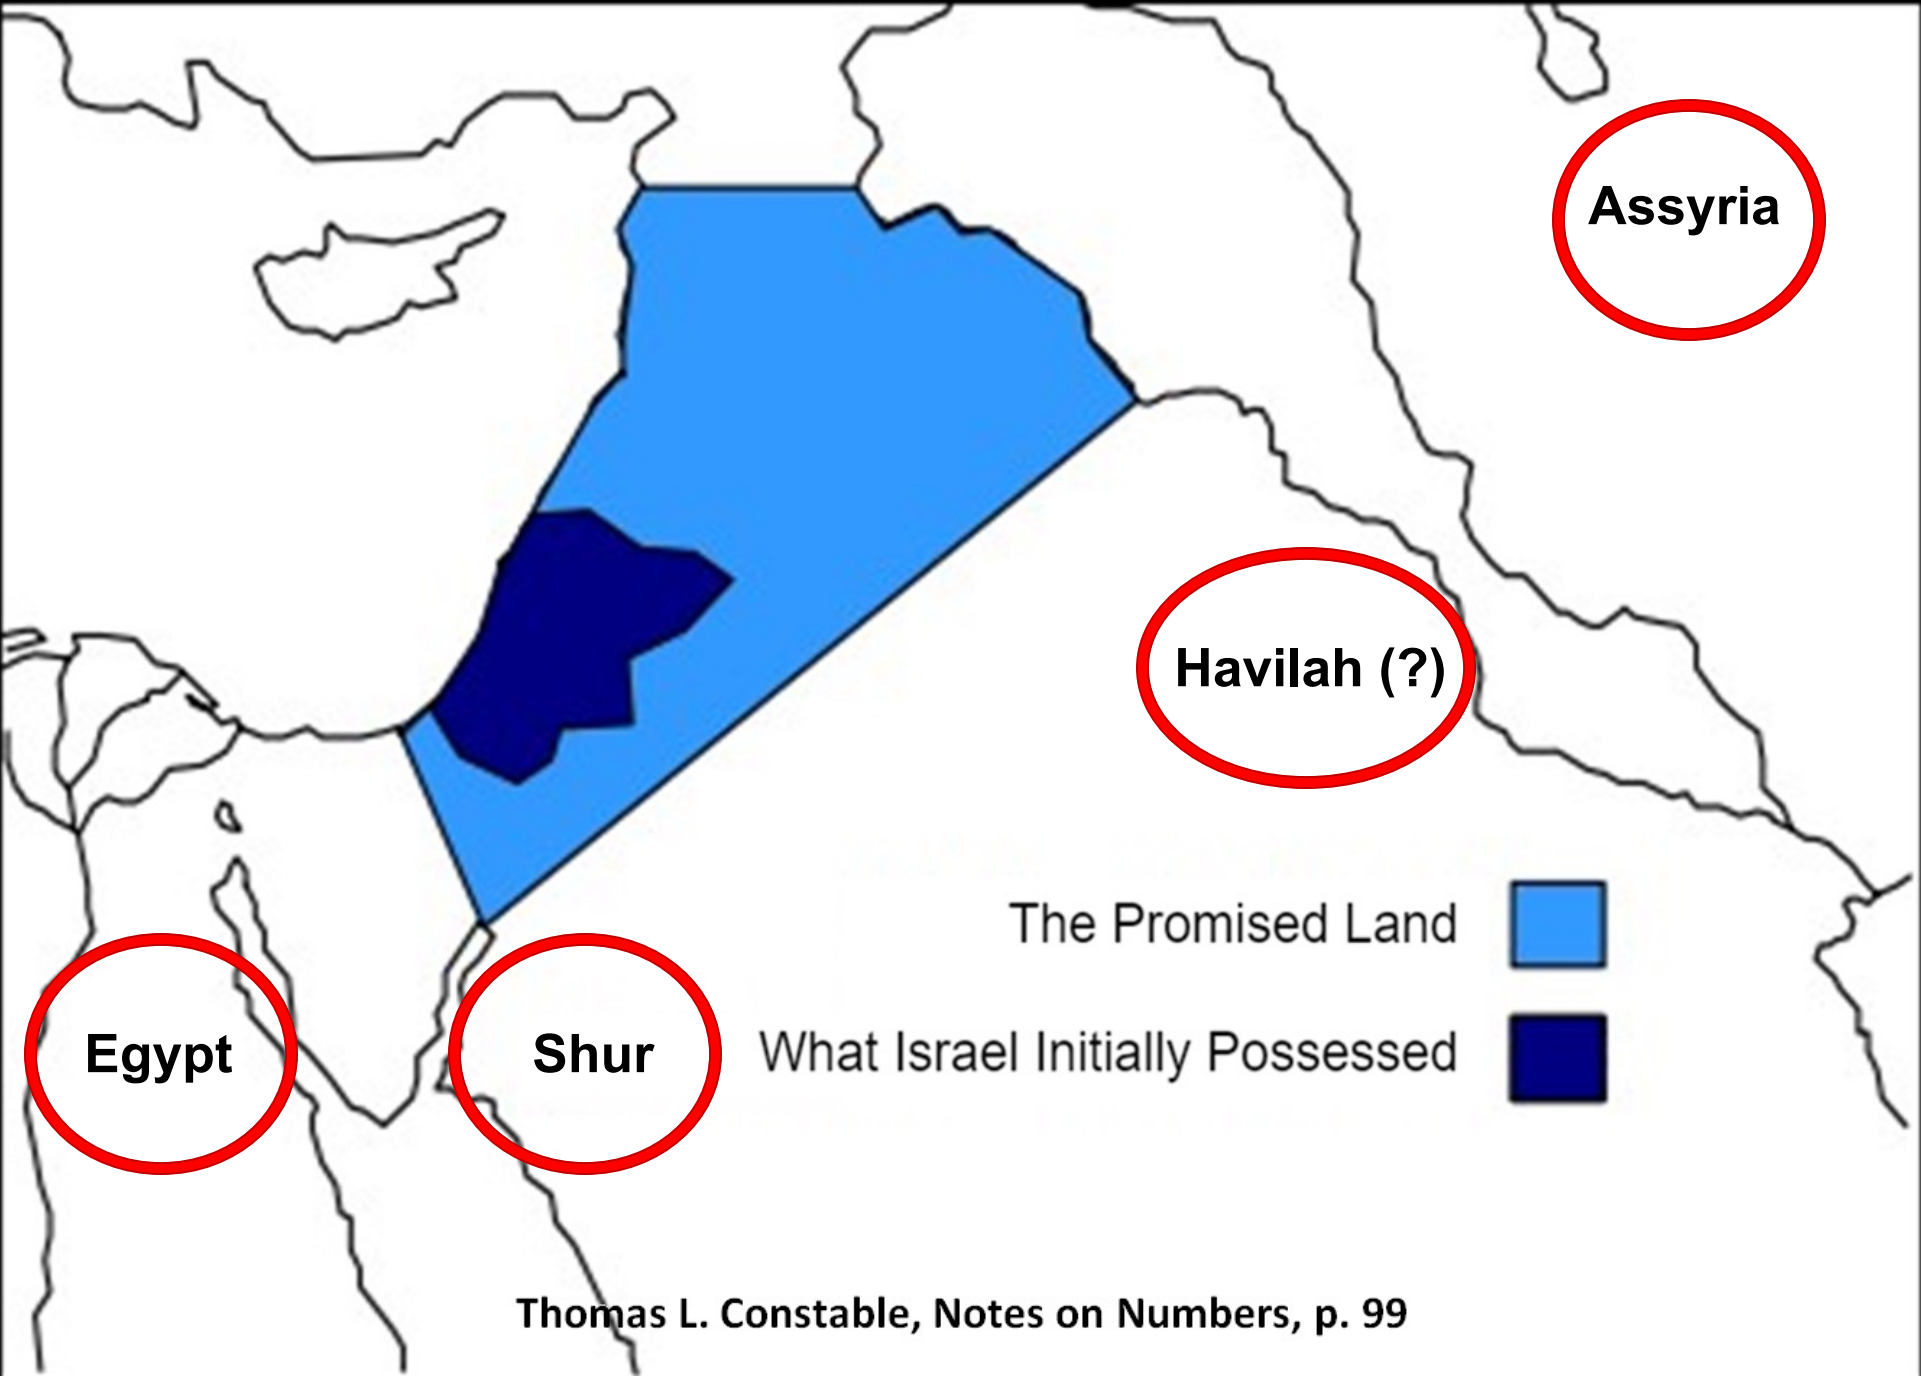 Assyria
Havilah (?)
The Promised Land
Egypt
Shur
What Israel Initially Possessed
Thomas L. Constable, Notes on Numbers, p. 99